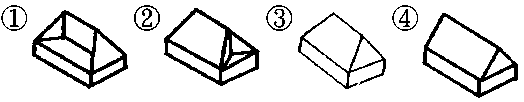 ① ② ③ ④